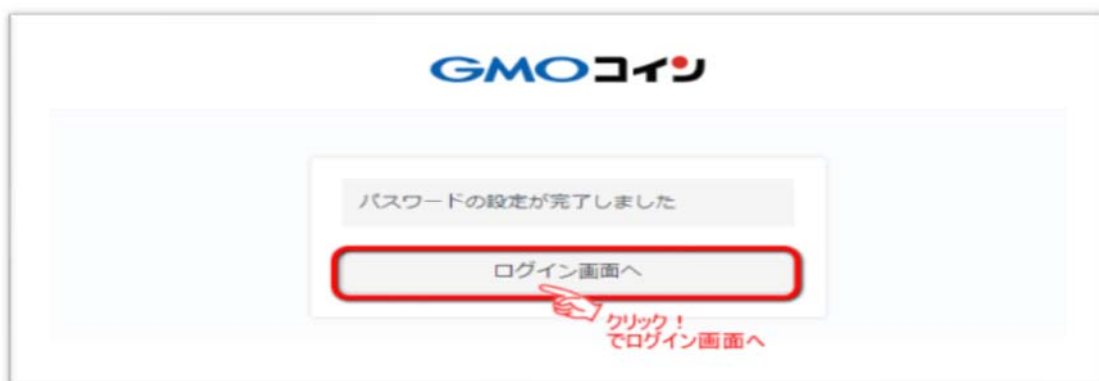 GMOコイン
パスワードの設定が完了しました
ログイン画面へ
クリック！
でログイン画面へ